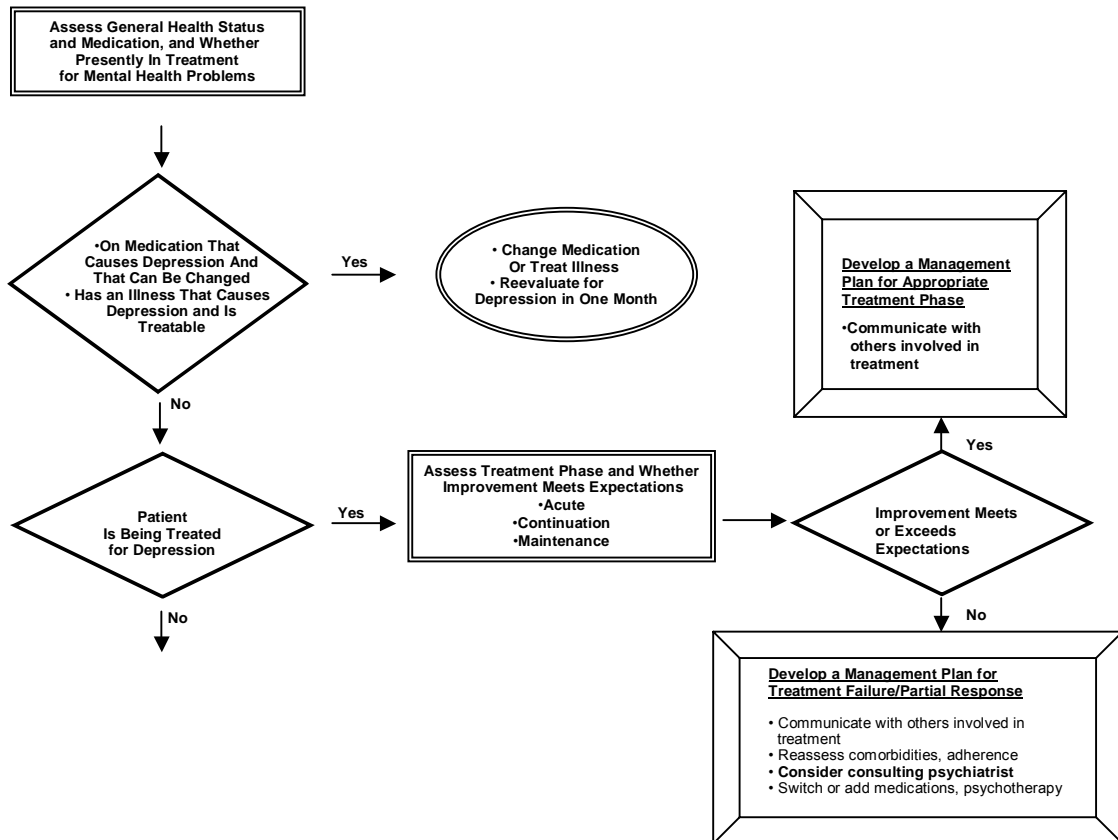 Assess General Health Status
and Medication, and Whether
Presently In Treatment
for Mental Health Problems
•On Medication That
Causes Depression And
That Can Be Changed
• Has an Illness That Causes
Depression and Is
Treatable
Yes
• Change Medication
Or Treat Illness
• Reevaluate for
Depression in One Month
Develop a Management
Plan for Appropriate
Treatment Phase
•Communicate with
others involved in
treatment
No
Yes
Patient
Is Being Treated
for Depression
Yes
Assess Treatment Phase and Whether
Improvement Meets Expectations
•Acute
•Continuation
•Maintenance
Improvement Meets
or Exceeds
Expectations
No
No
Develop a Management Plan for
Treatment Failure/Partial Response
• Communicate with others involved in
treatment
• Reassess comorbidities, adherence
• Consider consulting psychiatrist
• Switch or add medications, psychotherapy